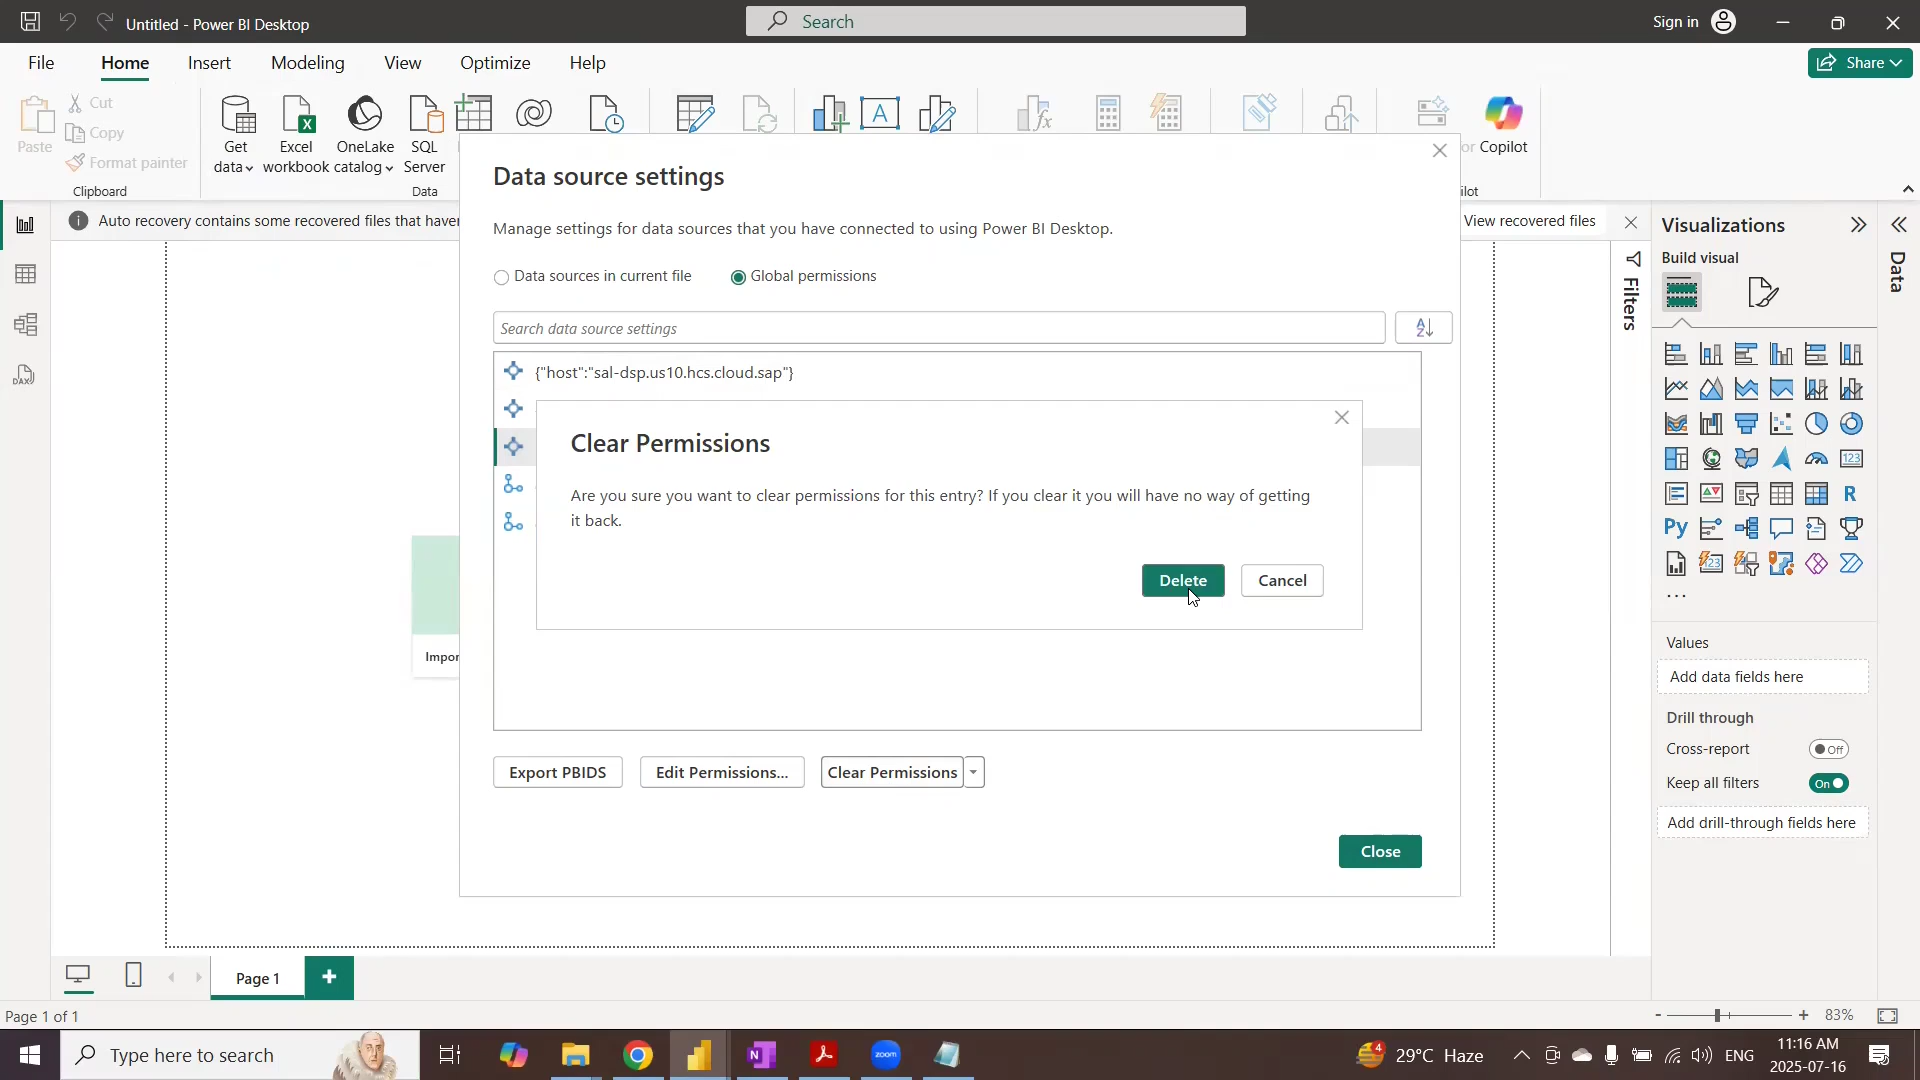 Untitled - Power BI Desktop
Search
Sign in
File
Home
Insert
Modeling
View
Optimize
Help
Share
Paste
Cut
Copy
Format painter
Clipboard
Get data
Excel workbook
OneLake catalog
SQL Server
Data
Copilot
Auto recovery contains some recovered files that haven
View recovered files
Data source settings
Manage settings for data sources that you have connected to using Power BI Desktop.
Data sources in current file
Global permissions
Search data source settings
{"host":"sal-dsp.us10.hcs.cloud.sap"}
Clear Permissions
Are you sure you want to clear permissions for this entry? If you clear it you will have no way of getting
it back.
Delete
Cancel
Export PBIDS
Edit Permissions...
Clear Permissions
Close
Filters
Visualizations
Build visual
Data
Values
Add data fields here
Drill through
Cross-report
Off
Keep all filters
On
Add drill-through fields here
Page 1
Page 1 of 1
83%
Type here to search
zoom
4
29°C Haze
ENG
11:16 AM
2025-07-16